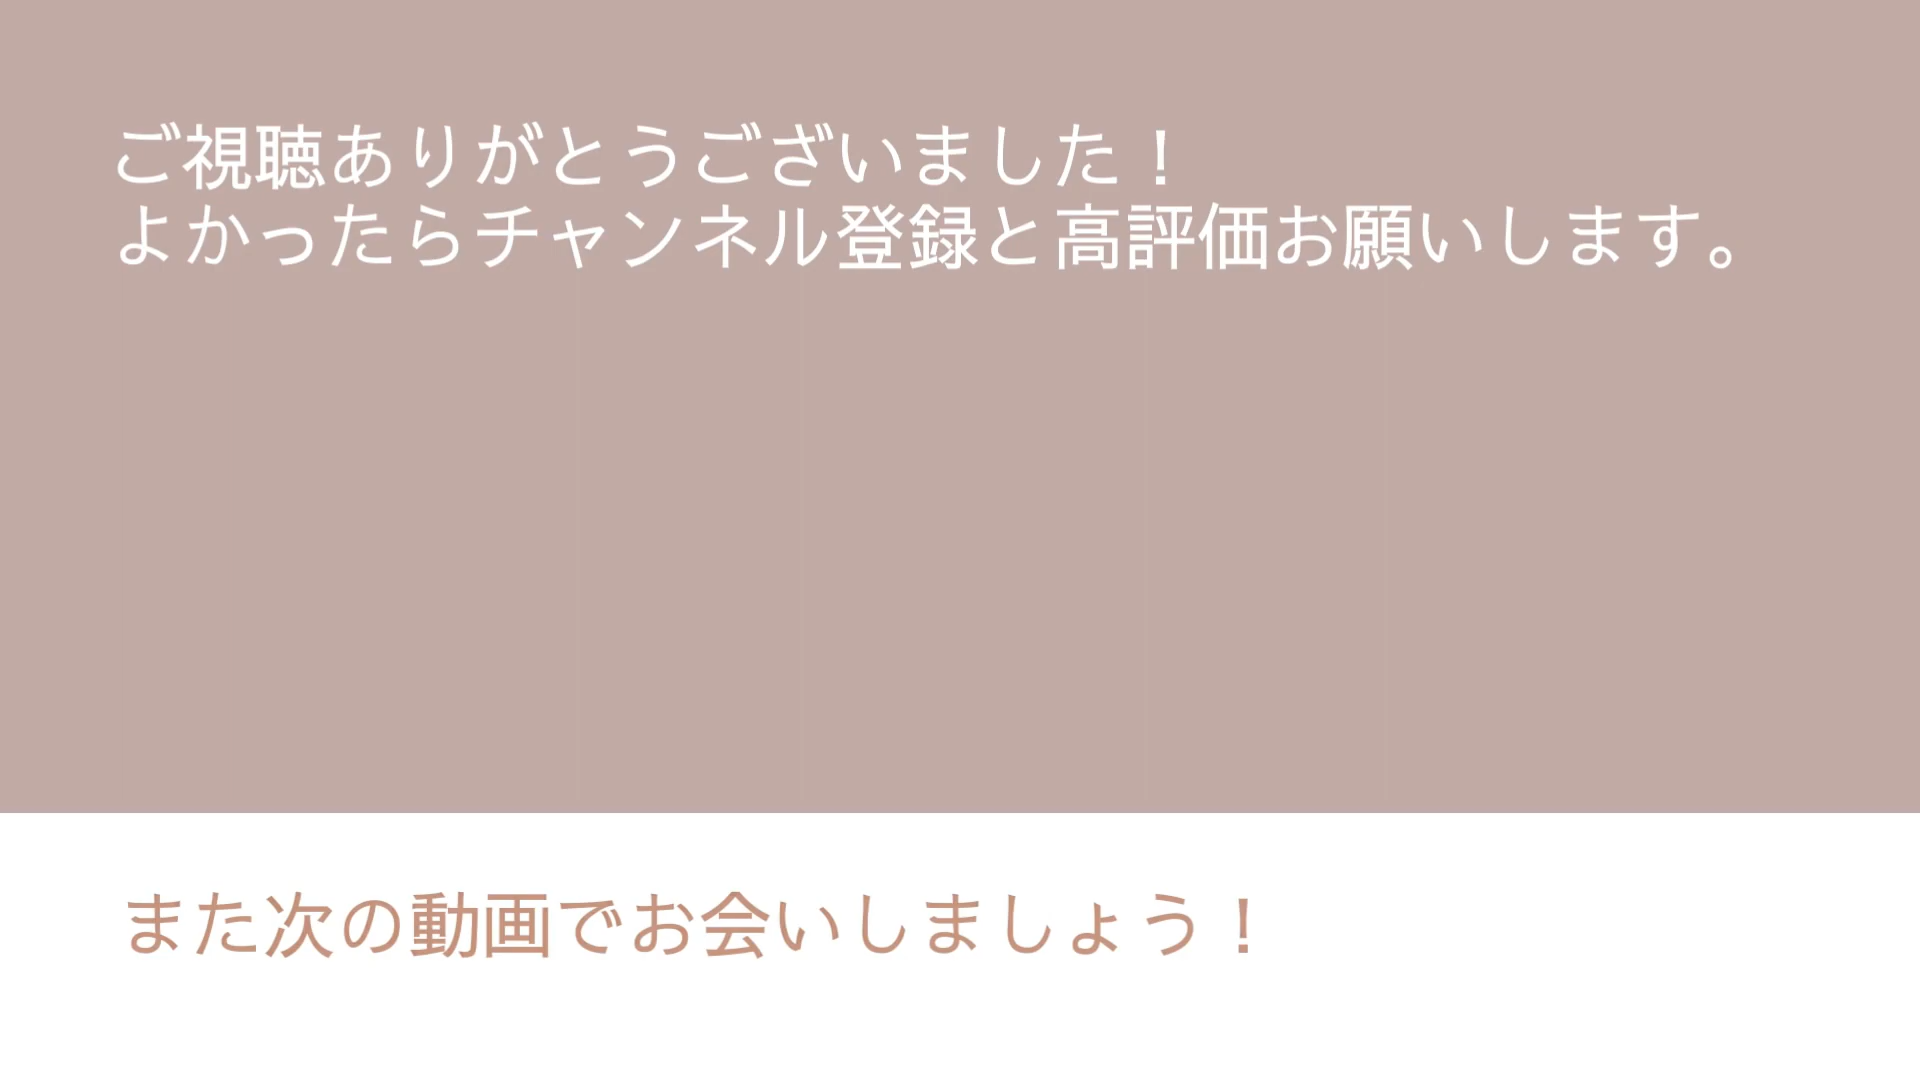 ご視聴ありがとうございました！
よかったらチャンネル登録と高評価お願いします。
また次の動画でお会いしましょう！